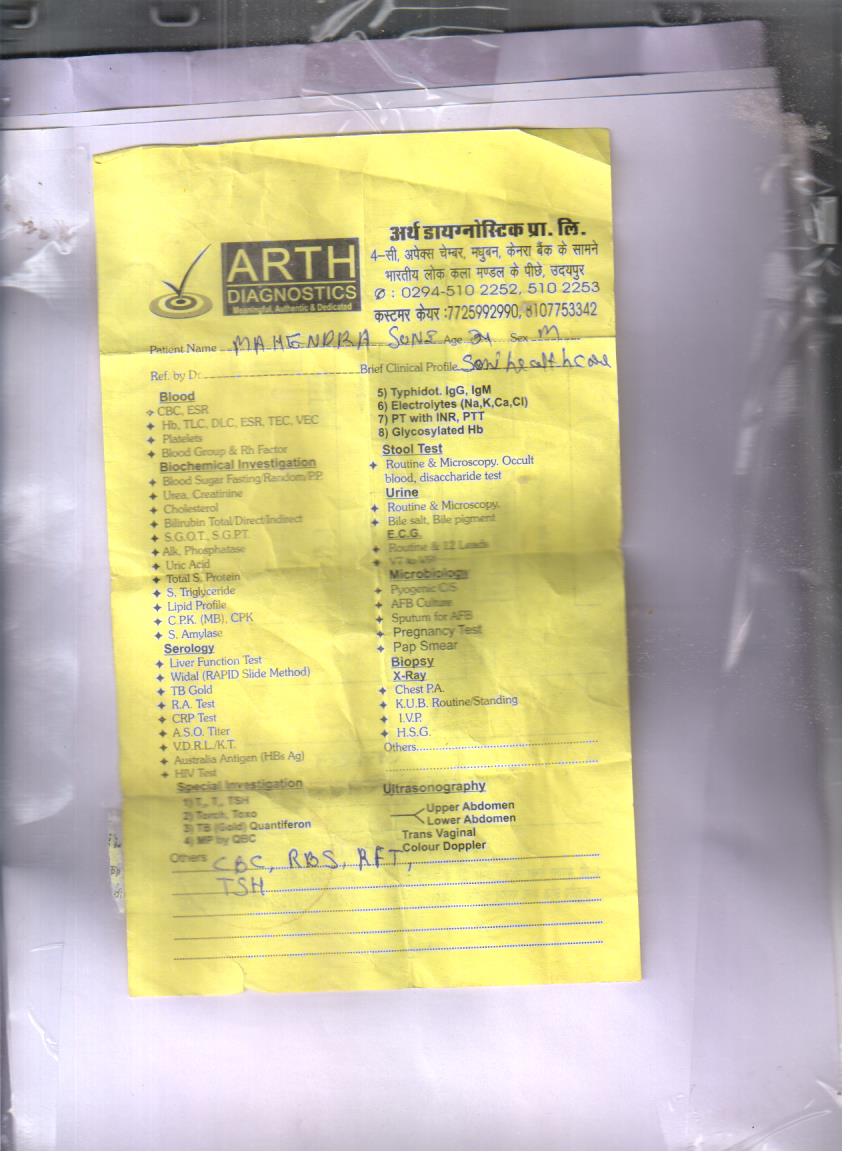 अर्थ डायग्नोस्टिक प्रा. लि.
4-सी, अपेक्स चेम्बर, मधुबन, केनरा बैंक के सामने
भारतीय लोक कला मण्डल के पीछे, उदयपुर
✆ : 0294-510 2252, 510 2253
कस्टमर केयर :7725992990, 8107753342
ARTH
DIAGNOSTICS
Meaningful, Authentic & Dedicated
Patient Name MAHENDRA SONI Age Sex M
Ref. by Dr.
Brief Clinical Profile Soni healthcare
Blood
CBC, ESR
Hb, TLC, DLC, ESR, TEC, VEC
Platelets
Blood Group & Rh Factor
Biochemical Investigation
Blood Sugar Fasting/Random/P.P.
Urea, Creatinine
Cholesterol
Bilirubin Total/Direct/Indirect
S.G.O.T., S.G.P.T.
Alk. Phosphatase
Uric Acid
Total S. Protein
S. Triglyceride
Lipid Profile
C.P.K. (MB), CPK
S. Amylase
Serology
Liver Function Test
Widal (RAPID Slide Method)
TB Gold
R.A. Test
CRP Test
A.S.O. Titer
V.D.R.L./K.T.
Australia Antigen (HBs Ag)
HIV Test
Special Investigation
1) T₃, T₄, TSH
2) Torch, Toxo
3) TB (Gold) Quantiferon
4) MP by QBC
5) Typhidot. IgG, IgM
6) Electrolytes (Na,K,Ca,Cl)
7) PT with INR, PTT
8) Glycosylated Hb
Stool Test
Routine & Microscopy. Occult
blood, disaccharide test
Urine
Routine & Microscopy.
Bile salt, Bile pigment
E.C.G.
Routine & 12 Leads
Microbiology
Pyogenic C/S
AFB Culture
Sputum for AFB
Pregnancy Test
Pap Smear
Biopsy
X-Ray
Chest P.A.
K.U.B. Routine/Standing
I.V.P.
H.S.G.
Others
Ultrasonography
Upper Abdomen
Lower Abdomen
Trans Vaginal
Colour Doppler
Others CBC, RBS, RFT,
TSH